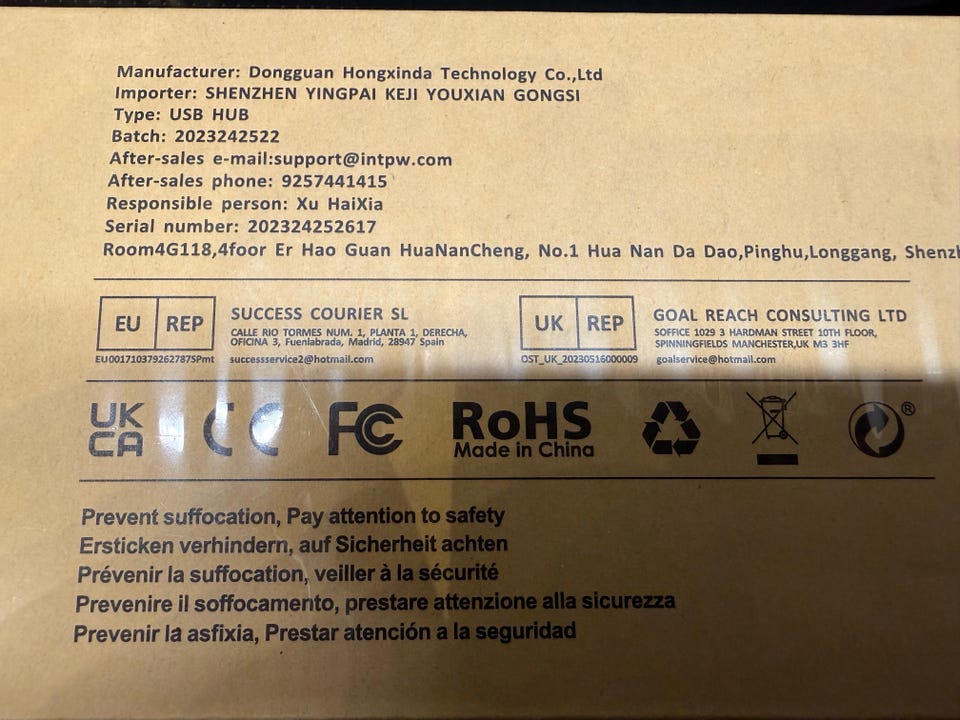 Manufacturer: Dongguan Hongxinda Technology Co.,Ltd
Importer: SHENZHEN YINGPAI KEJI YOUXIAN GONGSI
Type: USB HUB
Batch: 2023242522
After-sales e-mail:support@intpw.com
After-sales phone: 9257441415
Responsible person: Xu HaiXia
Serial number: 202324252617
Room4G118,4foor Er Hao Guan HuaNanCheng, No.1 Hua Nan Da Dao,Pinghu,Longgang,
EU REP
SUCCESS COURIER SL
CALLE RIO TORMES NUM. 1, PLANTA 1, DERECHA,
OFICINA 3, Fuenlabrada, Madrid, 28947 Spain
EU001710379262787SPmt successservice2@hotmail.com
UK REP
GOAL REACH CONSULTING LTD
SOFFICE 1029 3 HARDMAN STREET 10TH FLOOR,
SPINNINGFIELDS MANCHESTER,UK M3 3HF
OST_UK_20230516000009 goalservice@hotmail.com
UK
CA
CE
FC
RoHS
Made in China
®
Prevent suffocation, Pay attention to safety
Ersticken verhindern, auf Sicherheit achten
Prévenir la suffocation, veiller à la sécurité
Prevenire il soffocamento, prestare attenzione alla sicurezza
Prevenir la asfixia, Prestar atención a la seguridad